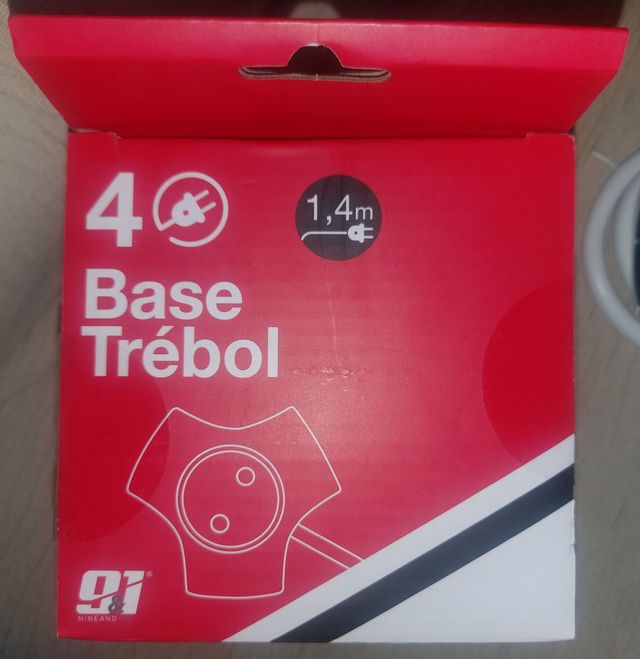 4
1,4m
Base
Trébol
9&1®
NINEAND